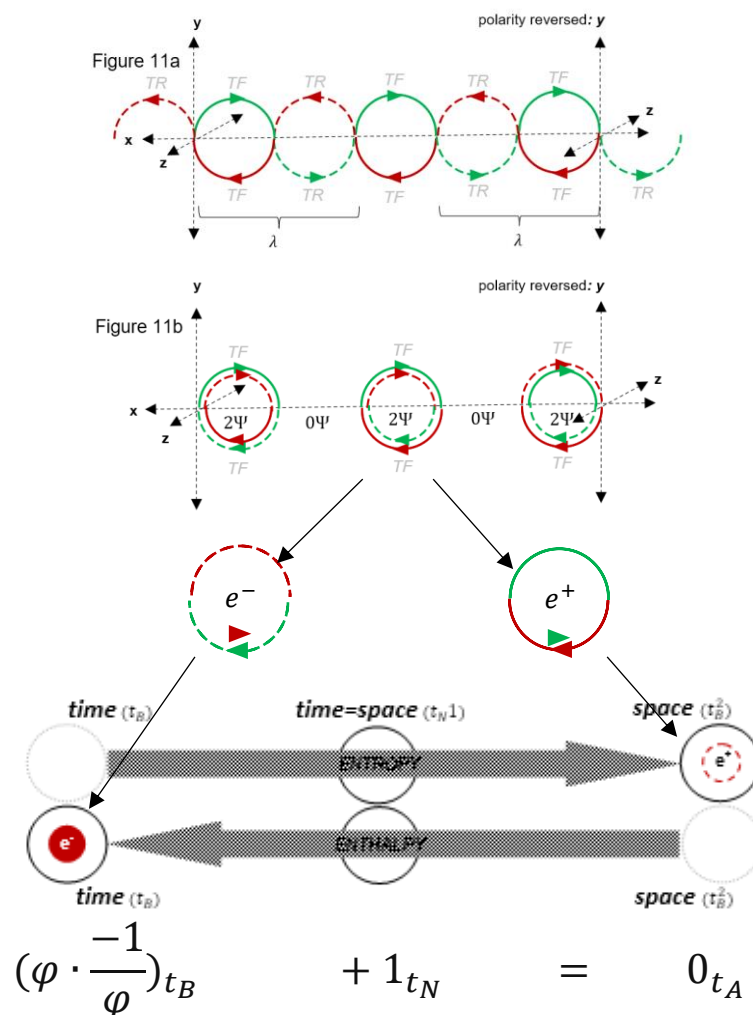 y
polarity reversed: y
Figure 11a
TR TF TR TF TR TF
x z z
TF TR TF TR TF TR
λ λ
y
polarity reversed: y
Figure 11b
TF TF TF
x z 2Ψ 0Ψ 2Ψ 0Ψ 2Ψ z
TF TF TF
e⁻ e⁺
time (t_B) time=space (t_N1) space (t_B^2)
ENTROPY e⁺
e⁻ ENTHALPY
time (t_B) space (t_B^2)
(φ · −1/φ)_{t_B} + 1_{t_N} = 0_{t_A}